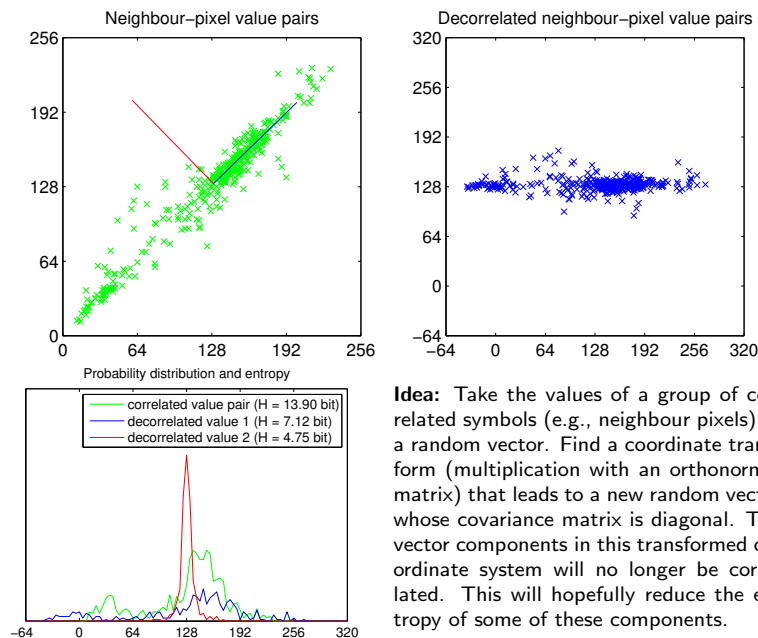 Neighbour−pixel value pairs
256
192
128
64
0
0 64 128 192 256
Decorrelated neighbour−pixel value pairs
320
256
192
128
64
0
−64
−64 0 64 128 192 256 320
Probability distribution and entropy
correlated value pair (H = 13.90 bit)
decorrelated value 1 (H = 7.12 bit)
decorrelated value 2 (H = 4.75 bit)
−64 0 64 128 192 256 320
Idea: Take the values of a group of co
related symbols (e.g., neighbour pixels)
a random vector. Find a coordinate tran
form (multiplication with an orthonorm
matrix) that leads to a new random vect
whose covariance matrix is diagonal. T
vector components in this transformed c
ordinate system will no longer be cor
lated. This will hopefully reduce the e
tropy of some of these components.